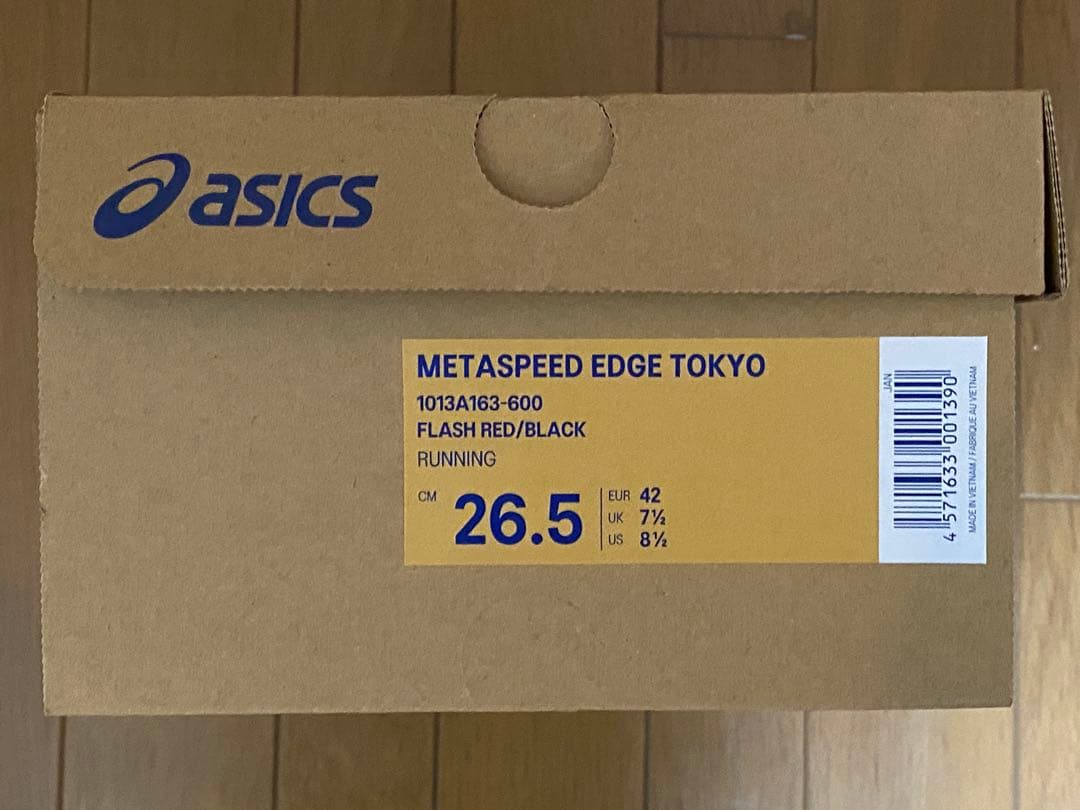 asics
METASPEED EDGE TOKYO
1013A163-600
FLASH RED/BLACK
RUNNING
CM 26.5
EUR 42
UK 7½
US 8½
JAN
4 571633 001390
MADE IN VIETNAM / FABRIQUÉ AU VIETNAM